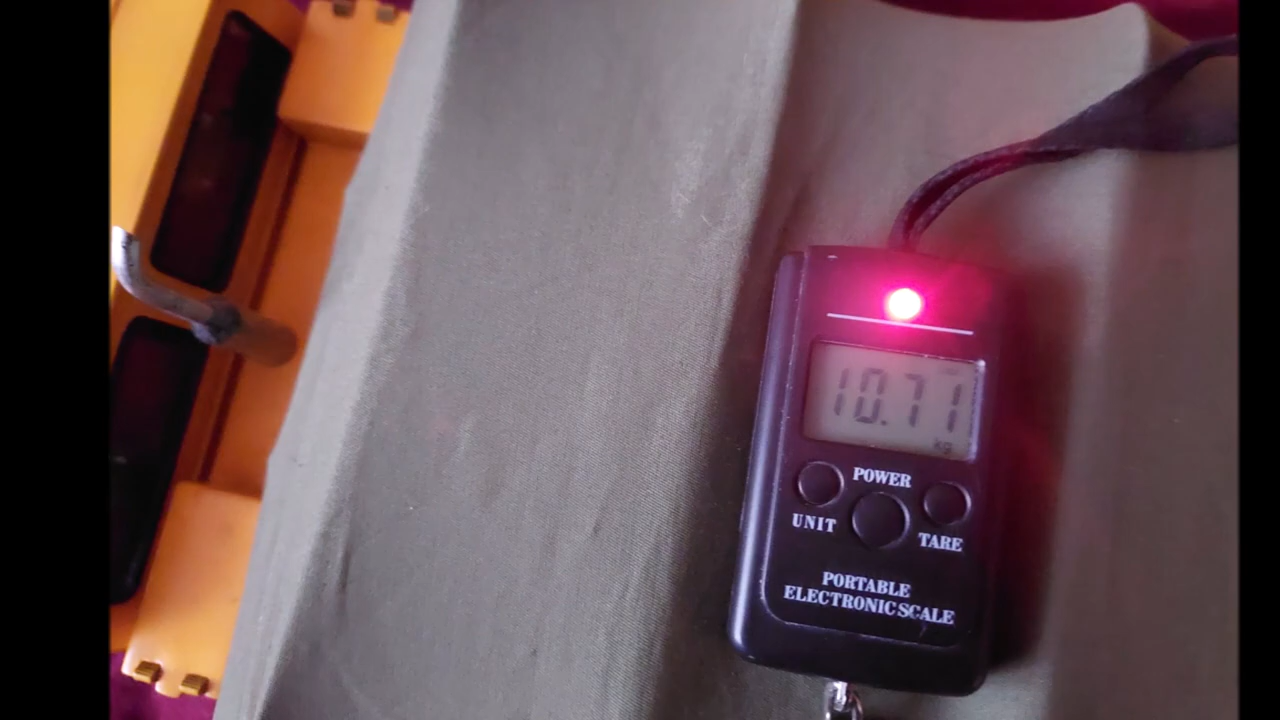 10.71
kg
POWER
UNIT
TARE
PORTABLE
ELECTRONIC SCALE